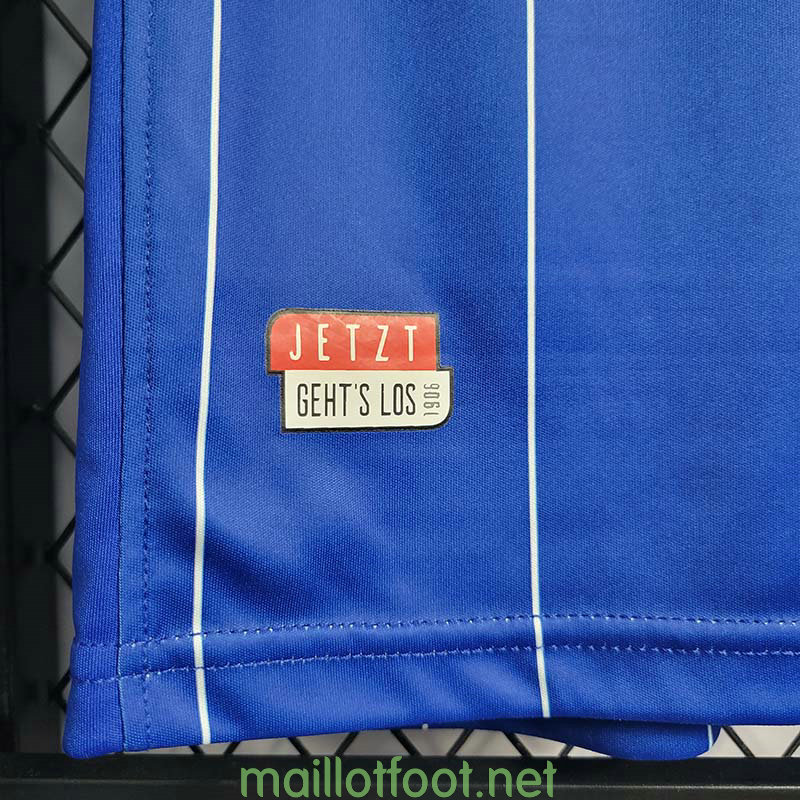 JETZT
GEHT'S LOS
1906
maillotfoot.net